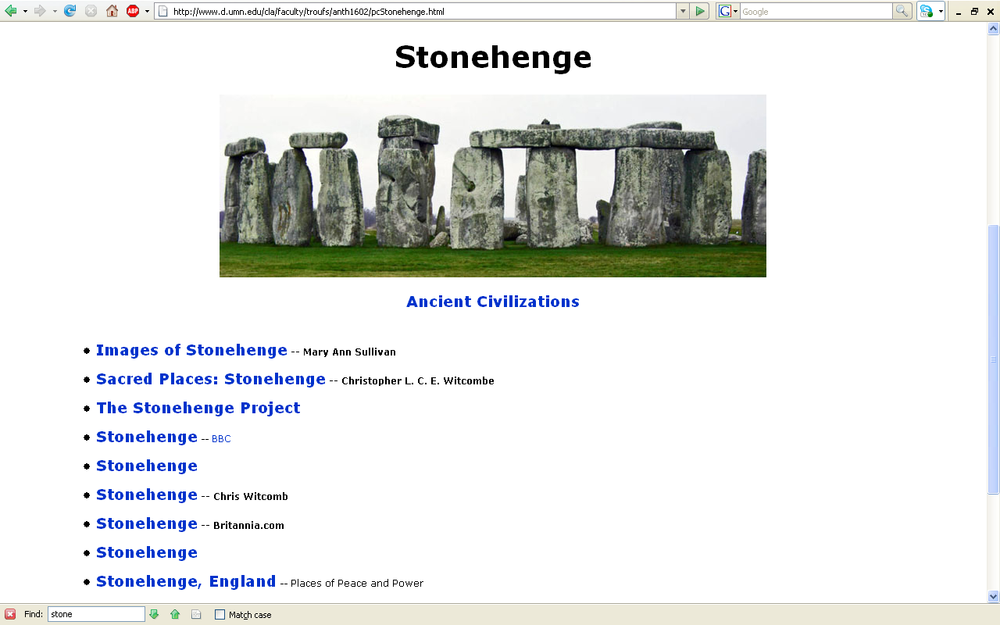 ABP
http://www.d.umn.edu/cla/faculty/troufs/anth1602/pcStonehenge.html
G
Google
Stonehenge
Ancient Civilizations
Images of Stonehenge -- Mary Ann Sullivan
Sacred Places: Stonehenge -- Christopher L. C. E. Witcombe
The Stonehenge Project
Stonehenge -- BBC
Stonehenge
Stonehenge -- Chris Witcomb
Stonehenge -- Britannia.com
Stonehenge
Stonehenge, England -- Places of Peace and Power
Find: stone Match case